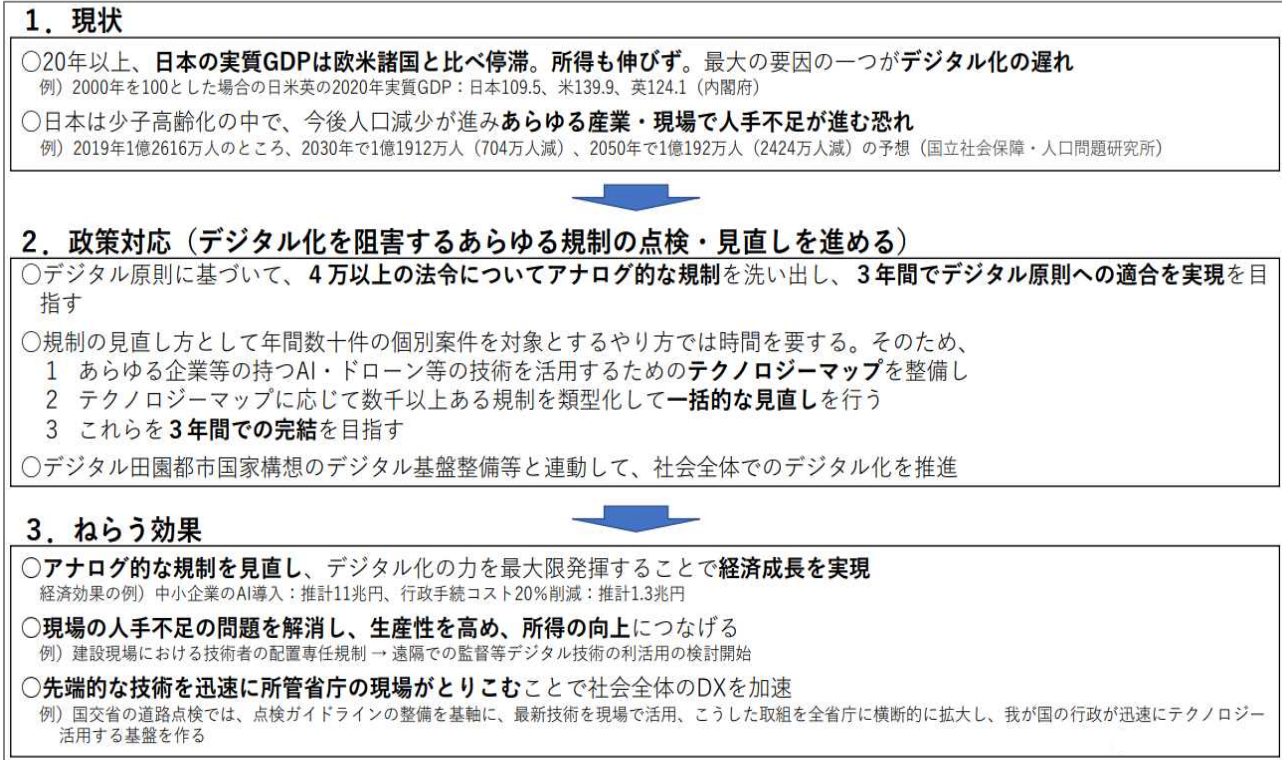 １．現状
○20年以上、日本の実質GDPは欧米諸国と比べ停滞。所得も伸びず。最大の要因の一つがデジタル化の遅れ
例）2000年を100とした場合の日米英の2020年実質GDP：日本109.5、米139.9、英124.1（内閣府）
○日本は少子高齢化の中で、今後人口減少が進みあらゆる産業・現場で人手不足が進む恐れ
例）2019年1億2616万人のところ、2030年で1億1912万人（704万人減）、2050年で1億192万人（2424万人減）の予想（国立社会保障・人口問題研究所）
２．政策対応（デジタル化を阻害するあらゆる規制の点検・見直しを進める）
○デジタル原則に基づいて、４万以上の法令についてアナログ的な規制を洗い出し、３年間でデジタル原則への適合を実現を目
指す
○規制の見直し方として年間数十件の個別案件を対象とするやり方では時間を要する。そのため、
1　あらゆる企業等の持つAI・ドローン等の技術を活用するためのテクノロジーマップを整備し
2　テクノロジーマップに応じて数千以上ある規制を類型化して一括的な見直しを行う
3　これらを３年間での完結を目指す
○デジタル田園都市国家構想のデジタル基盤整備等と連動して、社会全体でのデジタル化を推進
３．ねらう効果
○アナログ的な規制を見直し、デジタル化の力を最大限発揮することで経済成長を実現
経済効果の例）中小企業のAI導入：推計11兆円、行政手続コスト20%削減：推計1.3兆円
○現場の人手不足の問題を解消し、生産性を高め、所得の向上につなげる
例）建設現場における技術者の配置専任規制 → 遠隔での監督等デジタル技術の利活用の検討開始
○先端的な技術を迅速に所管省庁の現場がとりこむことで社会全体のDXを加速
例）国交省の道路点検では、点検ガイドラインの整備を基軸に、最新技術を現場で活用、こうした取組を全省庁に横断的に拡大し、我が国の行政が迅速にテクノロジー
活用する基盤を作る